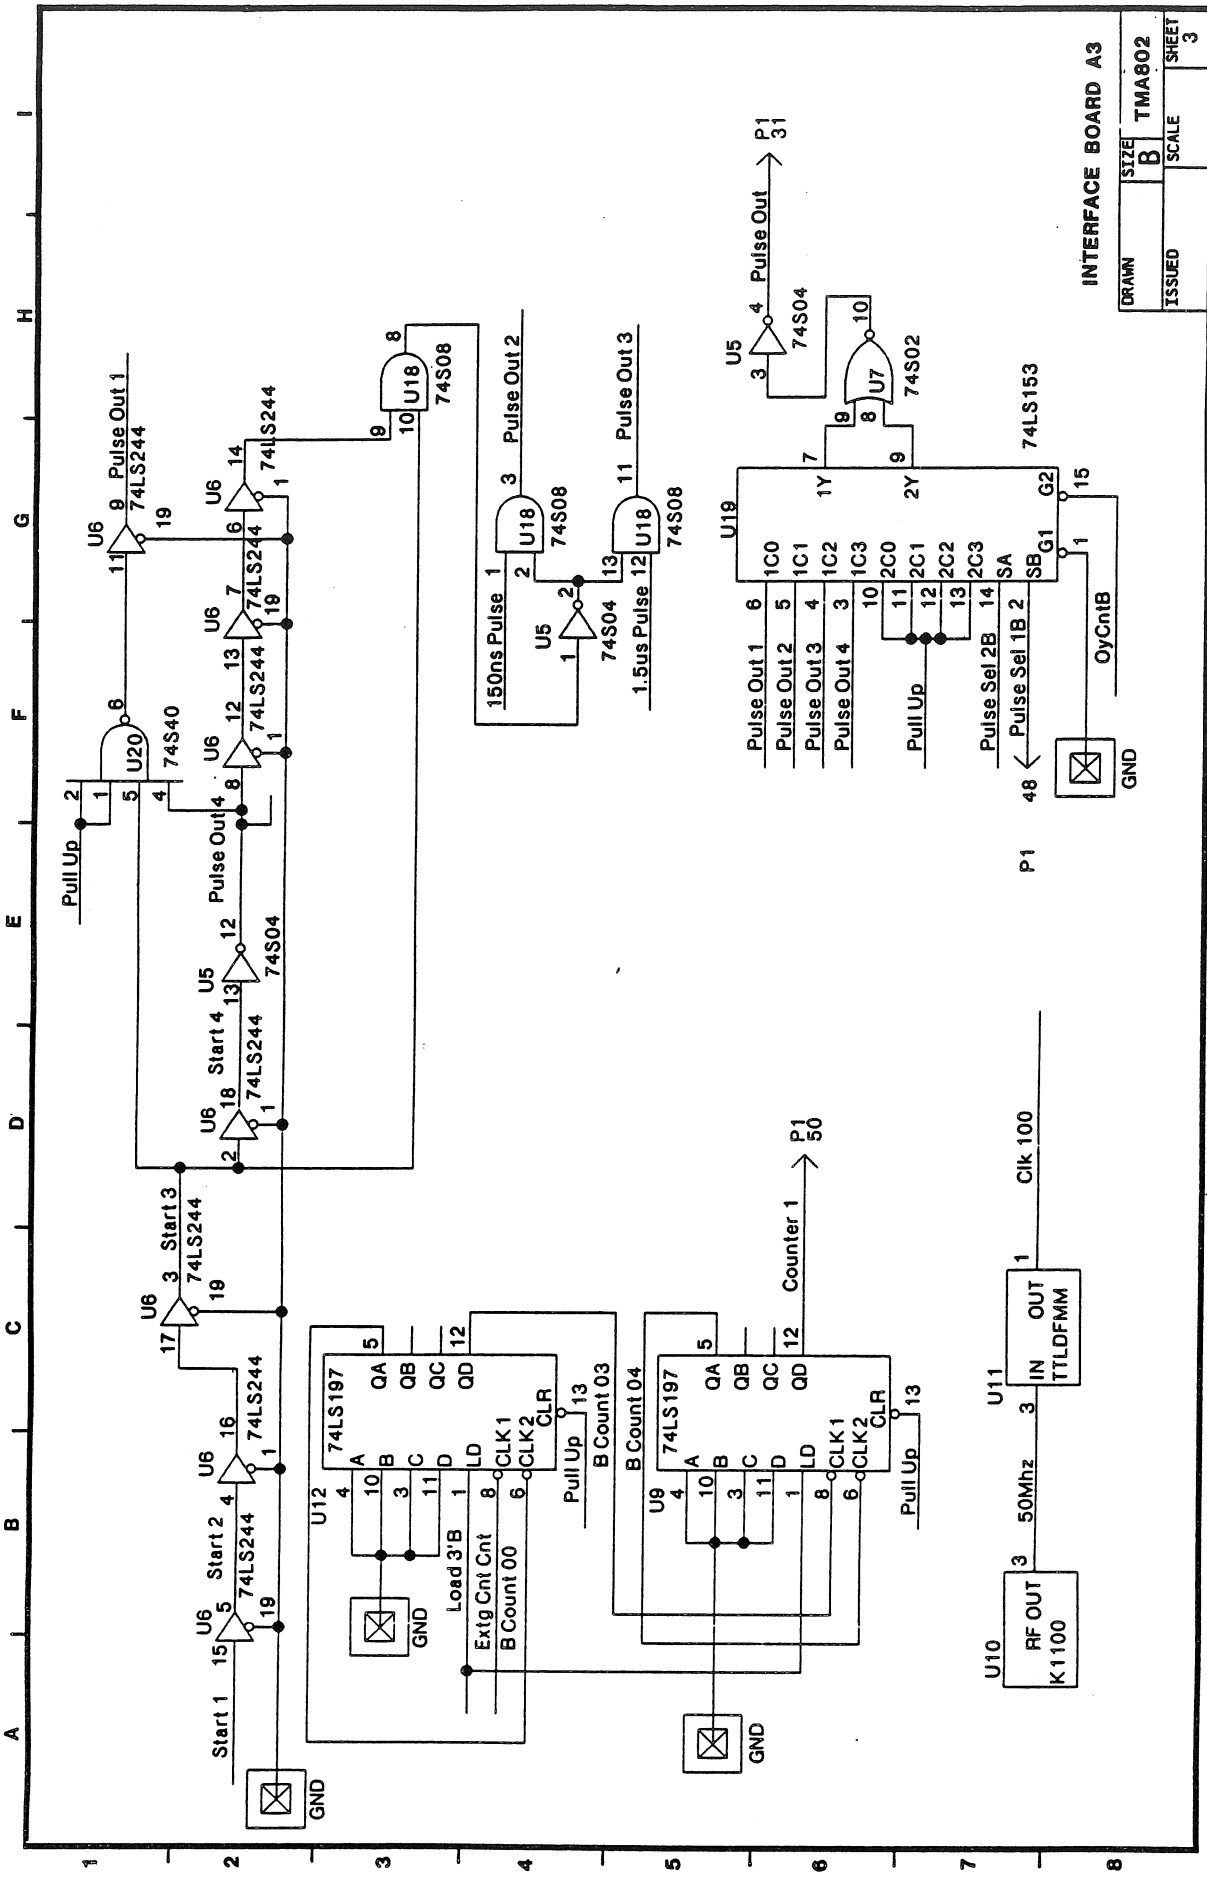 A B C D E F G H I
1
2
3
4
5
6
7
8
Start 1
15
U6
5
19
74LS244
Start 2
4
U6
16
1
74LS244
17
U6
3
19
74LS244
Start 3
2
U6
18
1
74LS244
Start 4
13
U5
12
74S04
Pulse Out 4
Pull Up
2
1
5
4
U20
6
74S40
8
U6
12
1
74LS244
13
U6
7
19
74LS244
6
U6
14
1
74LS244
11
U6
9
19
74LS244
Pulse Out 1
GND
9
10
U18
8
74S08
150ns Pulse
1
2
U18
3
74S08
Pulse Out 2
1
U5
2
74S04
13
1.5us Pulse
12
U18
11
74S08
Pulse Out 3
U12
74LS197
4
A
10
B
3
C
11
D
1
LD
8
CLK1
6
CLK2
CLR
13
QA
5
QB
QC
QD
12
GND
Load 3'B
Extg Cnt Cnt
B Count 00
Pull Up
B Count 03
B Count 04
U9
74LS197
4
A
10
B
3
C
11
D
1
LD
8
CLK1
6
CLK2
CLR
13
QA
5
QB
QC
QD
12
Counter 1
P1
50
Pull Up
GND
U10
RF OUT
K1100
3
50Mhz
3
U11
IN
OUT
TTLDFMM
1
Clk 100
U19
Pulse Out 1
6
1C0
Pulse Out 2
5
1C1
Pulse Out 3
4
1C2
Pulse Out 4
3
1C3
10
2C0
11
2C1
Pull Up
12
2C2
13
2C3
Pulse Sel 2B
14
SA
Pulse Sel 1B
2
SB
P1
48
G1
1
G2
15
OyCntB
GND
74LS153
1Y
7
2Y
9
9
8
U7
10
74S02
U5
3
4
74S04
Pulse Out
P1
31
INTERFACE BOARD A3
DRAWN
SIZE
B
TMA802
ISSUED
SCALE
SHEET
3